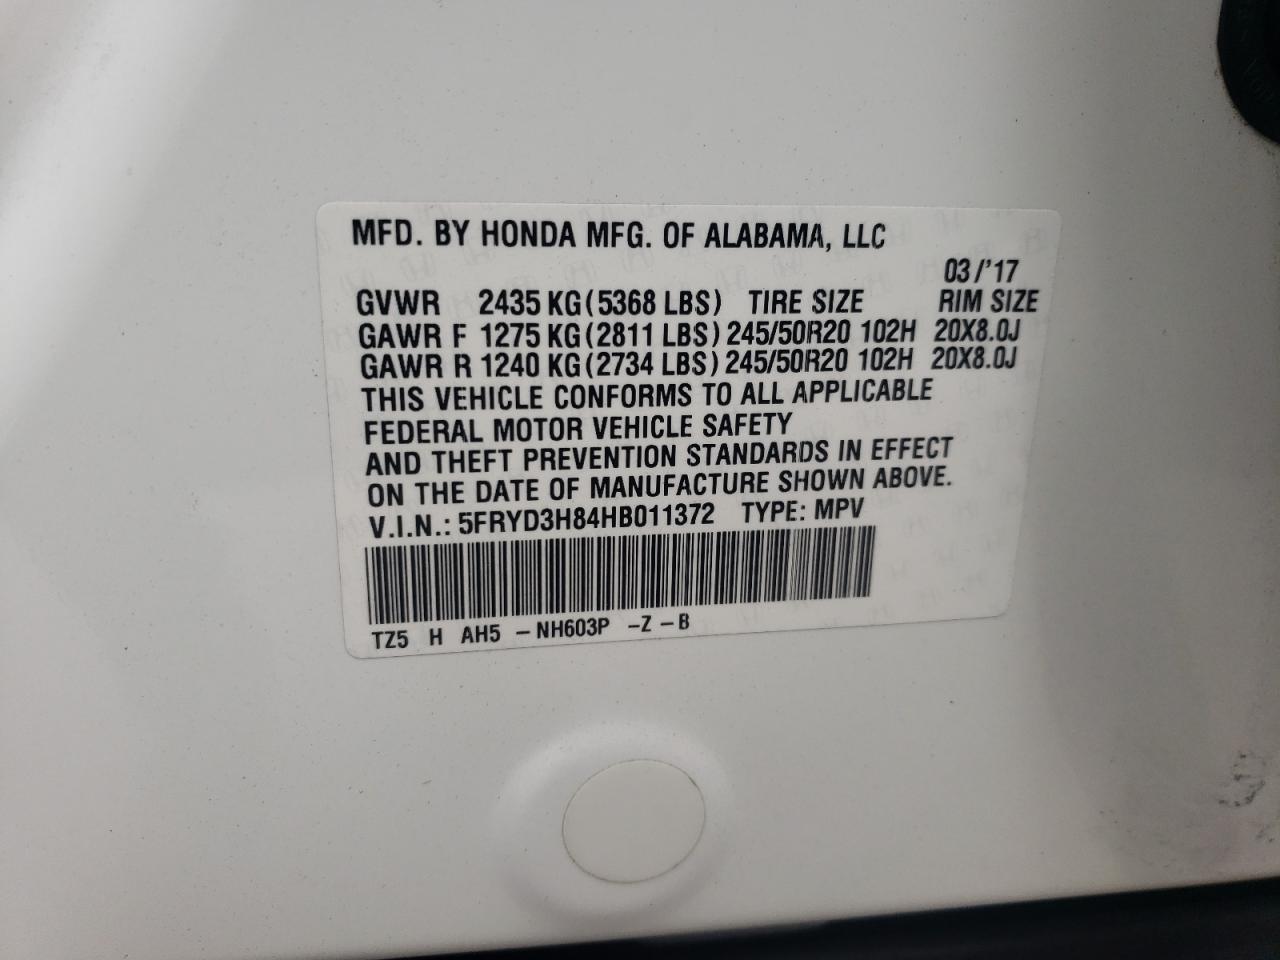 MFD. BY HONDA MFG. OF ALABAMA, LLC
03/'17
GVWR 2435 KG(5368 LBS) TIRE SIZE RIM SIZE
GAWR F 1275 KG(2811 LBS) 245/50R20 102H 20X8.0J
GAWR R 1240 KG(2734 LBS) 245/50R20 102H 20X8.0J
THIS VEHICLE CONFORMS TO ALL APPLICABLE
FEDERAL MOTOR VEHICLE SAFETY
AND THEFT PREVENTION STANDARDS IN EFFECT
ON THE DATE OF MANUFACTURE SHOWN ABOVE.
V.I.N.: 5FRYD3H84HB011372 TYPE: MPV
TZ5 H AH5 -NH603P -Z -B